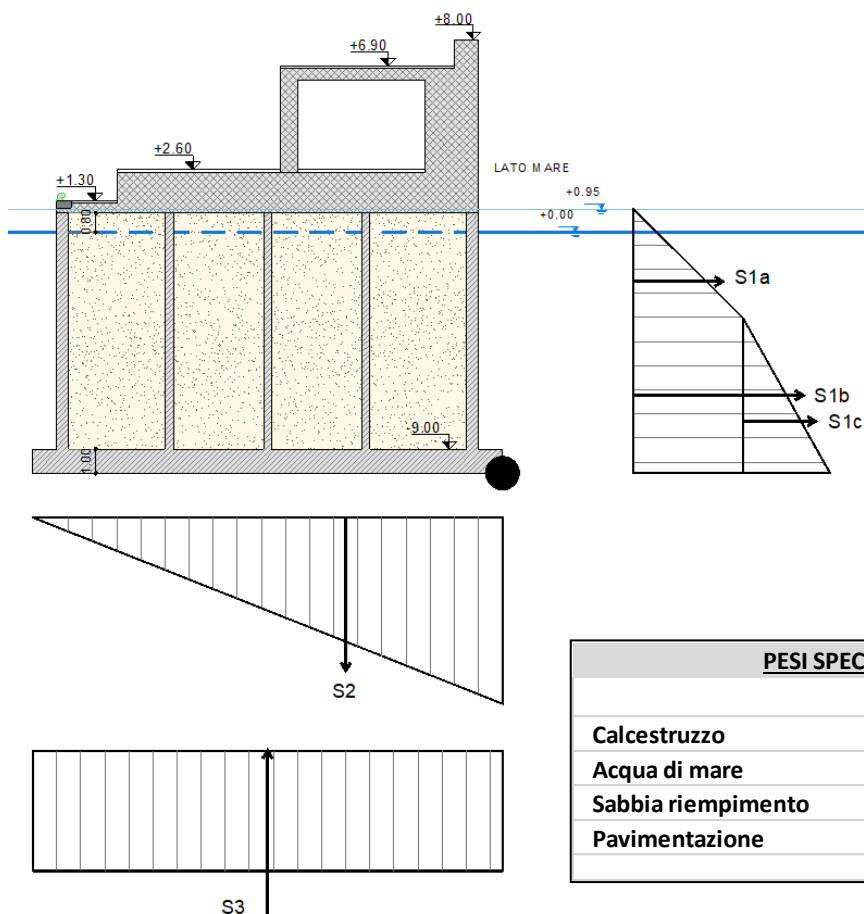 +8.00
+6.90
+2.60
LATO MARE
+1.30
+0.95
0.80
+0.00
S1a
S1b
S1c
-9.00
1.00
S2
PESI SPEC
Calcestruzzo
Acqua di mare
Sabbia riempimento
Pavimentazione
S3